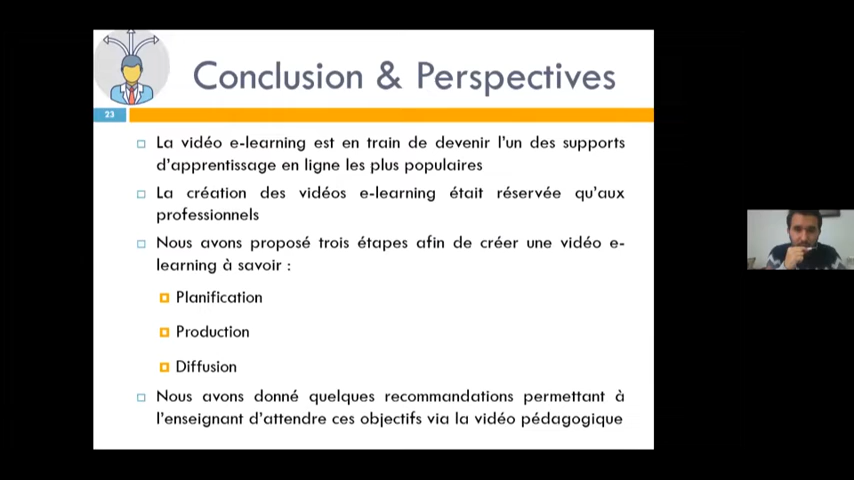 Conclusion & Perspectives
23
La vidéo e-learning est en train de devenir l'un des supports
d'apprentissage en ligne les plus populaires
La création des vidéos e-learning était réservée qu'aux
professionnels
Nous avons proposé trois étapes afin de créer une vidéo e-
learning à savoir :
Planification
Production
Diffusion
Nous avons donné quelques recommandations permettant à
l'enseignant d'attendre ces objectifs via la vidéo pédagogique